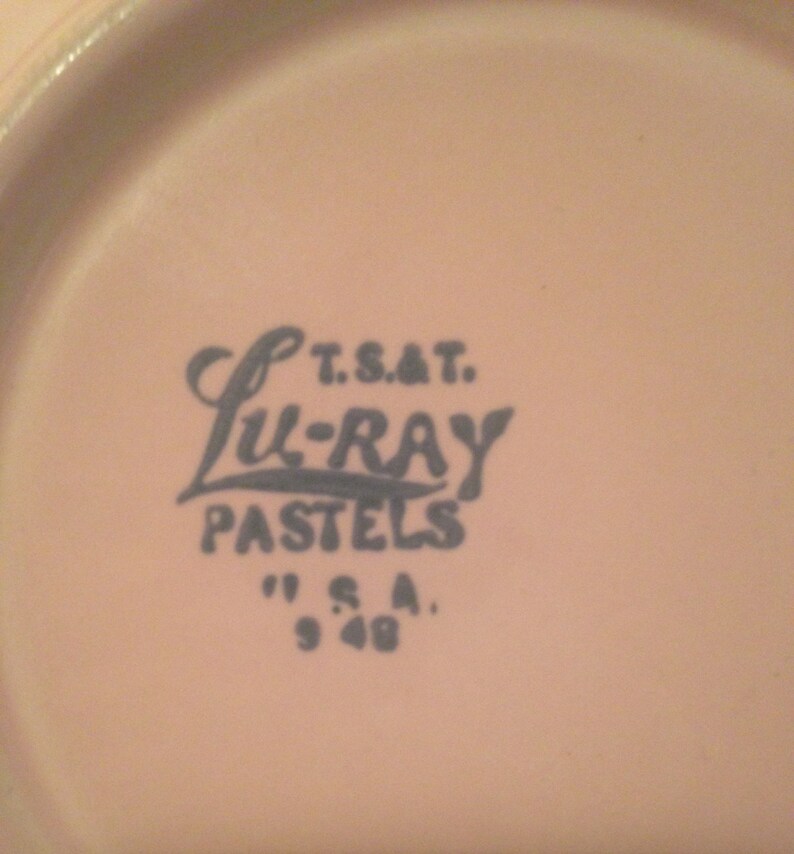 T.S.&T.
Lu-RAY
PASTELS
U S A.
9 48